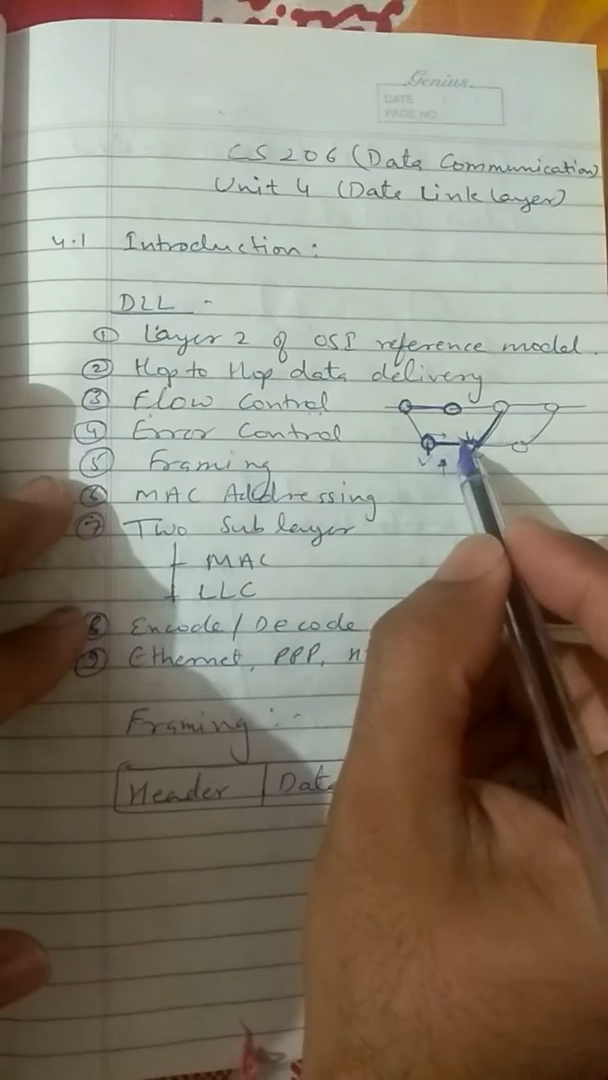 Genius
DATE
PAGE NO
CS 206 (Data Communication)
Unit 4 (Data Link Layer)
4.1 Introduction:
DLL -
① Layer 2 of OSI reference model.
② Hop to Hop data delivery
③ Flow Control
④ Error Control
⑤ Framing
⑥ MAC Addressing
⑦ Two Sub layer
MAC
LLC
⑧ Encode/Decode
⑨ Ethernet, PPP,
Framing :-
Header | Data